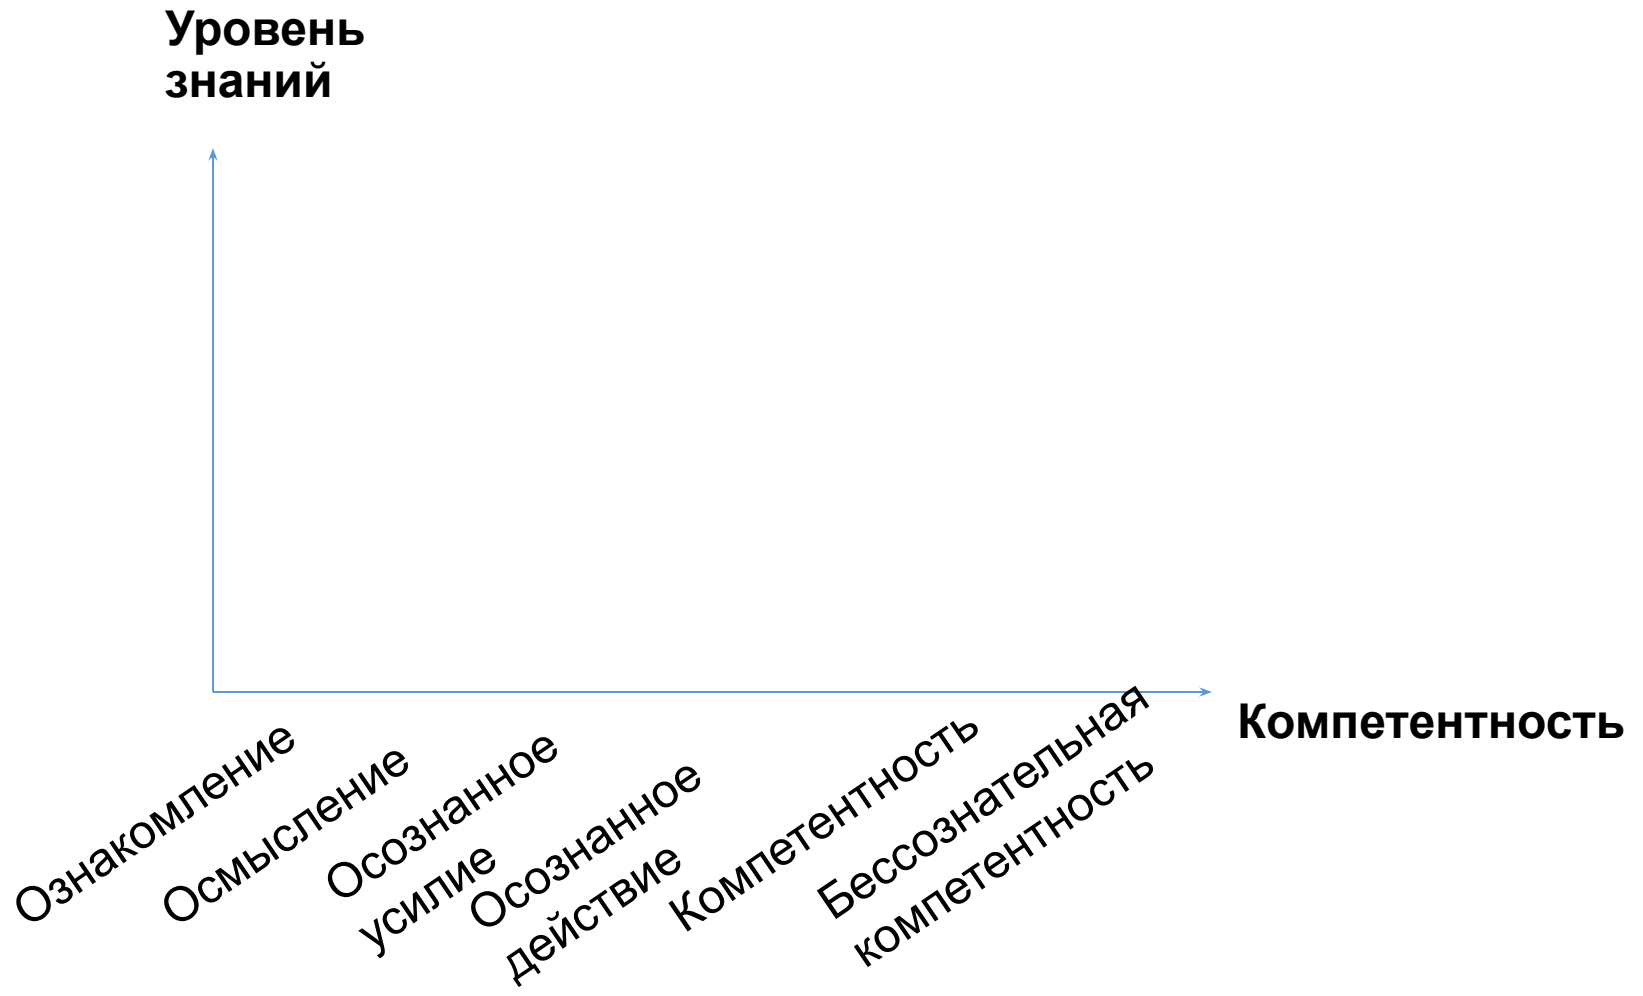 Уровень
знаний
Ознакомление
Осмысление
Осознанное
усилие
Осознанное
действие
Компетентность
Бессознательная
компетентность
Компетентность